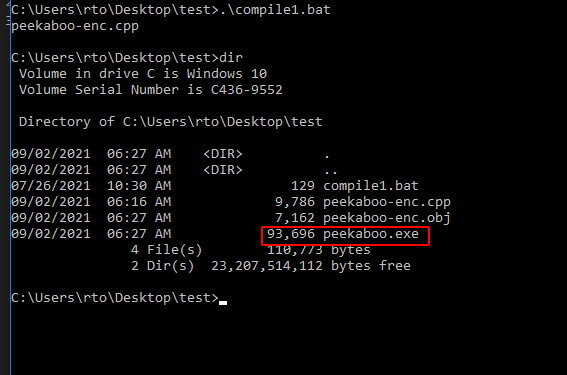 C:\Users\rto\Desktop\test>.\compile1.bat
peekaboo-enc.cpp
C:\Users\rto\Desktop\test>dir
 Volume in drive C is Windows 10
 Volume Serial Number is C436-9552
 Directory of C:\Users\rto\Desktop\test
09/02/2021  06:27 AM    <DIR>          .
09/02/2021  06:27 AM    <DIR>          ..
07/26/2021  10:30 AM               129 compile1.bat
09/02/2021  06:16 AM             9,786 peekaboo-enc.cpp
09/02/2021  06:27 AM             7,162 peekaboo-enc.obj
09/02/2021  06:27 AM            93,696 peekaboo.exe
               4 File(s)        110,773 bytes
               2 Dir(s)  23,207,514,112 bytes free
C:\Users\rto\Desktop\test>